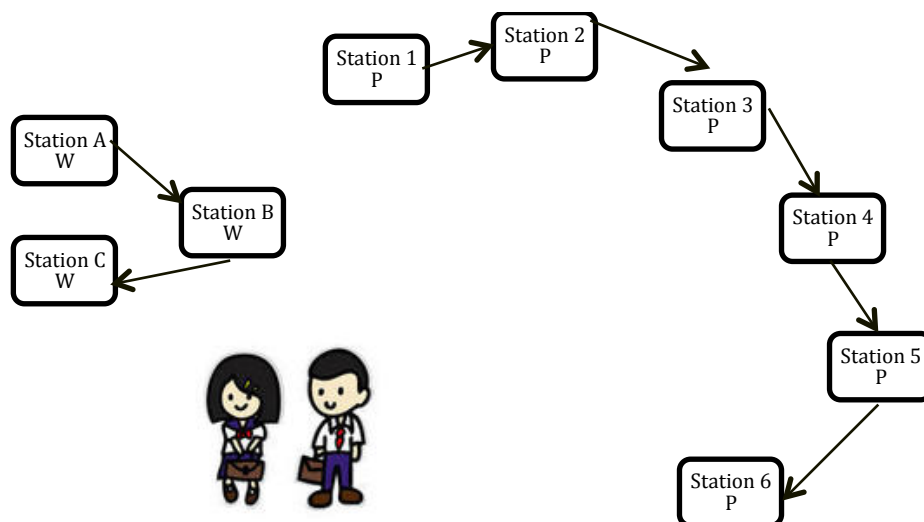 Station 1
P
Station 2
P
Station 3
P
Station 4
P
Station 5
P
Station 6
P
Station A
W
Station B
W
Station C
W